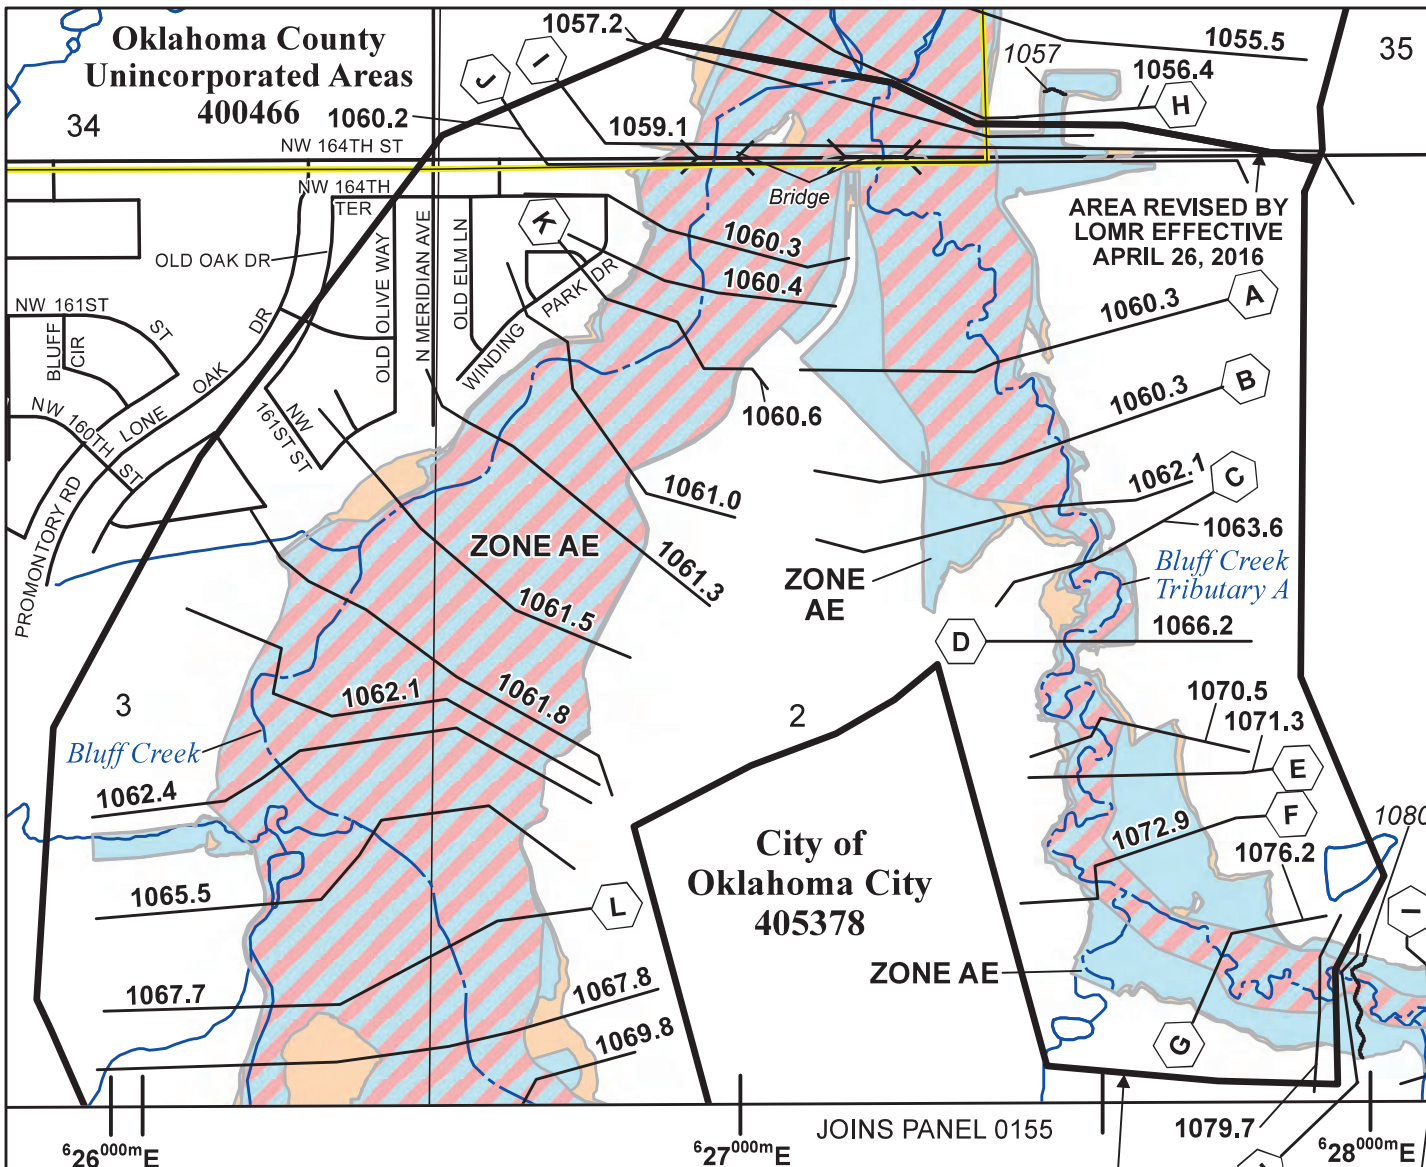 Oklahoma County
Unincorporated Areas
400466
34
35
1057.2
1055.5
1057
1056.4
H
J
I
1060.2
1059.1
NW 164TH ST
Bridge
NW 164TH
TER
AREA REVISED BY
LOMR EFFECTIVE
APRIL 26, 2016
OLD OAK DR
OLD OLIVE WAY
N MERIDIAN AVE
OLD ELM LN
K
1060.3
1060.4
WINDING PARK DR
1060.3
A
NW 161ST ST
BLUFF
CIR
LONE OAK DR
NW 160TH ST
NW
161ST ST
PROMONTORY RD
1060.6
1060.3
B
1061.0
1062.1
C
1063.6
ZONE AE
1061.3
1061.5
ZONE
AE
Bluff Creek
Tributary A
D
1066.2
3
1062.1
1061.8
2
1070.5
1071.3
Bluff Creek
E
1062.4
F
1072.9
1080
1076.2
City of
Oklahoma City
405378
1065.5
L
I
ZONE AE
1067.7
1067.8
1069.8
G
1079.7
JOINS PANEL 0155
626000mE
627000mE
628000mE